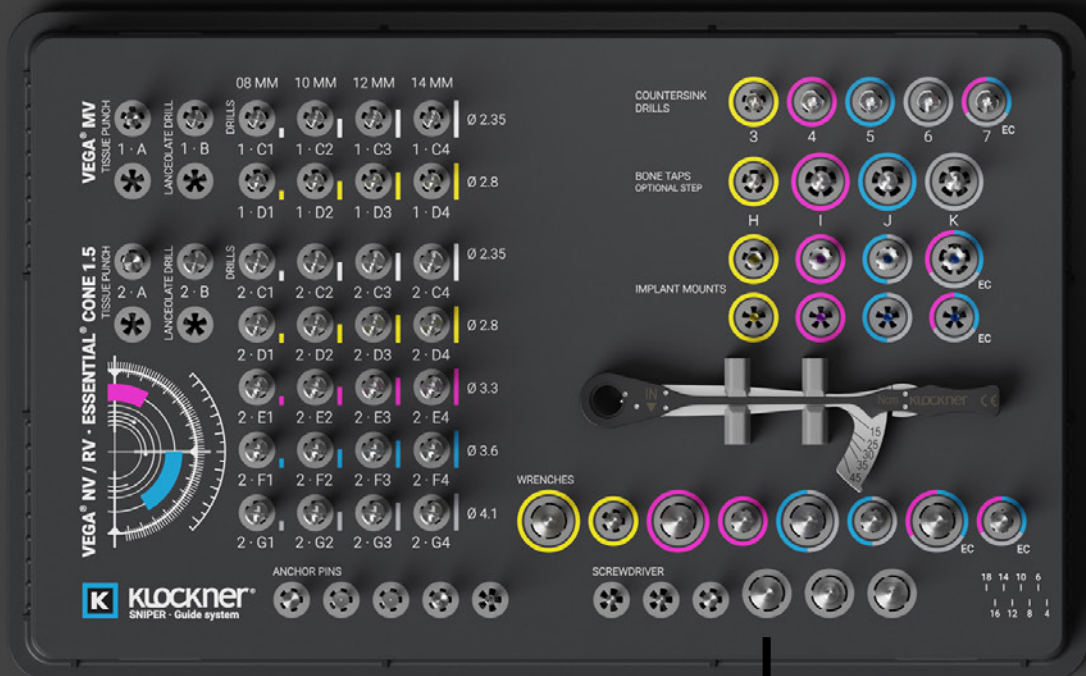 08 MM 10 MM 12 MM 14 MM
VEGA® MV
TISSUE PUNCH
1·A
LANCEOLATE DRILL
1·B
DRILLS
1·C1 1·C2 1·C3 1·C4
Ø 2.35
1·D1 1·D2 1·D3 1·D4
Ø 2.8
VEGA® NV / RV · ESSENTIAL® CONE 1.5
TISSUE PUNCH
2·A
LANCEOLATE DRILL
2·B
DRILLS
2·C1 2·C2 2·C3 2·C4
Ø 2.35
2·D1 2·D2 2·D3 2·D4
Ø 2.8
2·E1 2·E2 2·E3 2·E4
Ø 3.3
2·F1 2·F2 2·F3 2·F4
Ø 3.6
2·G1 2·G2 2·G3 2·G4
Ø 4.1
COUNTERSINK
DRILLS
3 4 5 6 7 EC
BONE TAPS
OPTIONAL STEP
H I J K
EC
IMPLANT MOUNTS
EC
IN
Ncm KLOCKNER CE
15
25
30
35
45
WRENCHES
EC EC
ANCHOR PINS
SCREWDRIVER
18 14 10 6
16 12 8 4
K KLOCKNER®
SNIPER · Guide system